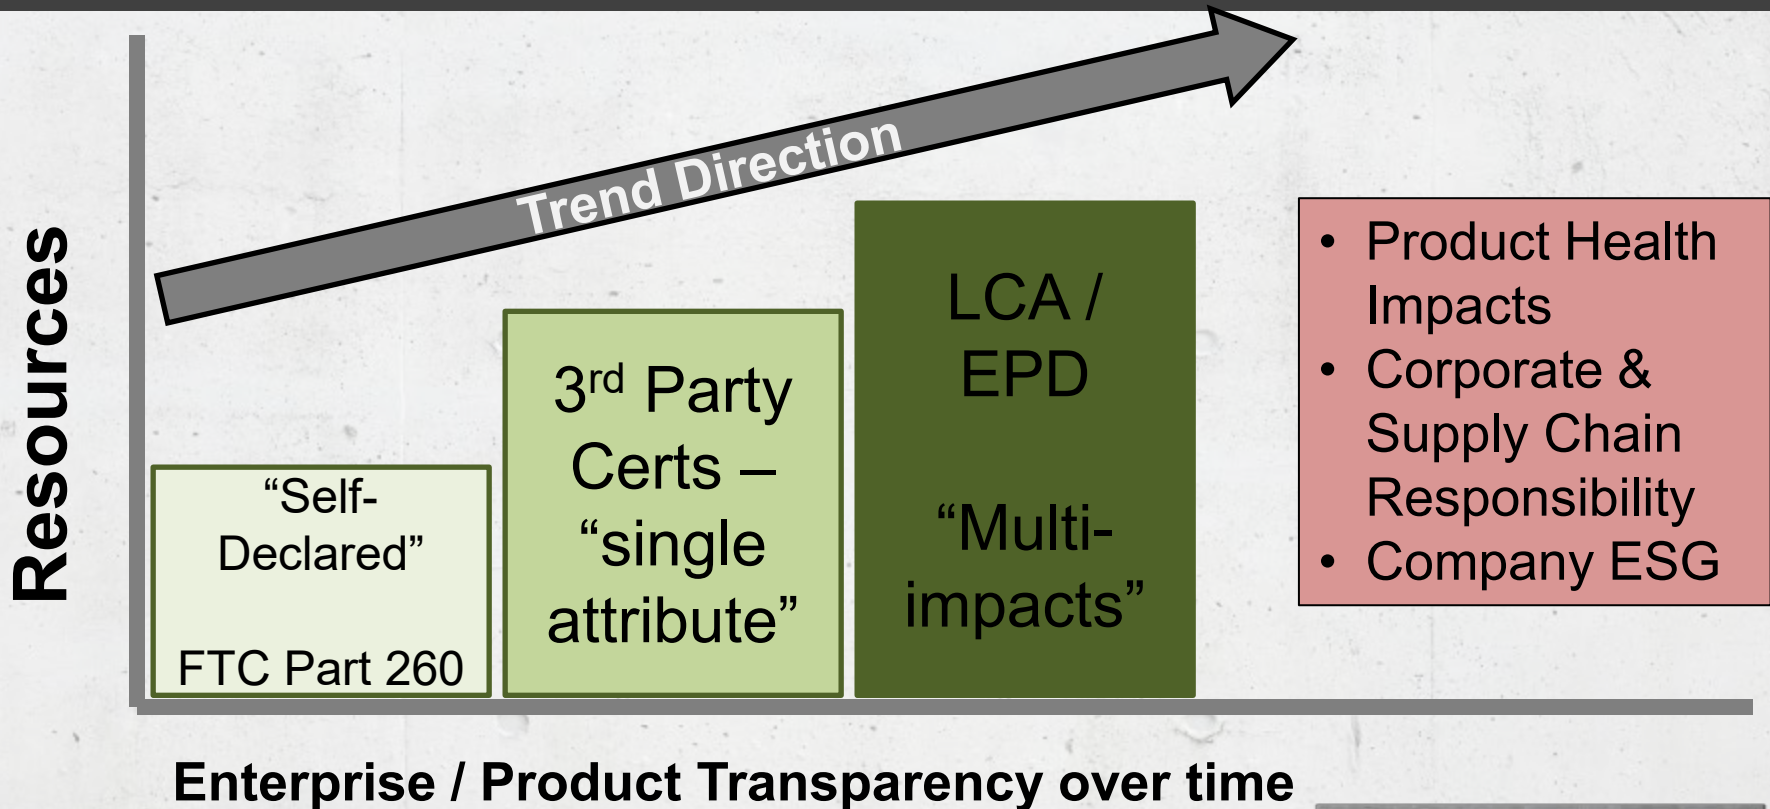 Trend Direction
Resources
“Self-
Declared”
FTC Part 260
3rd Party
Certs –
“single
attribute”
LCA /
EPD
“Multi-
impacts”
• Product Health
Impacts
• Corporate &
Supply Chain
Responsibility
• Company ESG
Enterprise / Product Transparency over time